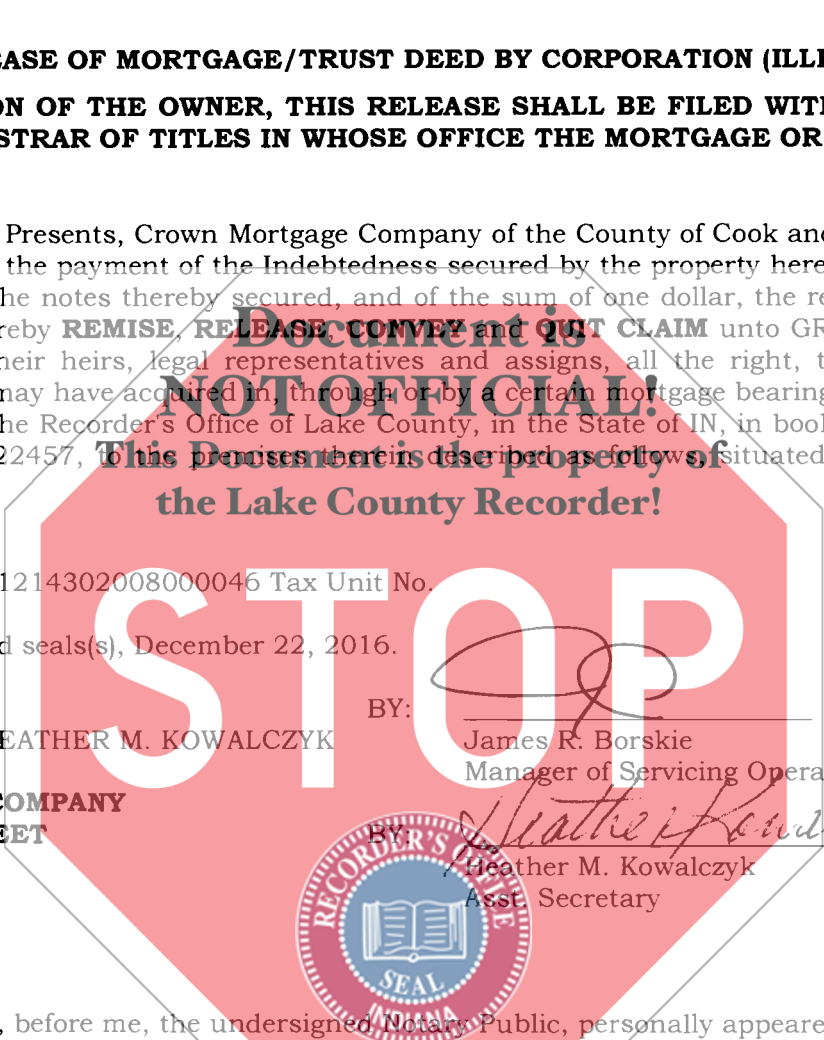 EASE OF MORTGAGE/TRUST DEED BY CORPORATION (ILLI
ON OF THE OWNER, THIS RELEASE SHALL BE FILED WITH
STRAR OF TITLES IN WHOSE OFFICE THE MORTGAGE OR
Presents, Crown Mortgage Company of the County of Cook and
the payment of the Indebtedness secured by the property here
he notes thereby secured, and of the sum of one dollar, the re
reby REMISE, RELEASE, CONVEY and QUIT CLAIM unto GR
Document is
heir heirs, legal representatives and assigns, all the right, t
may have acquired in, through or by a certain mortgage bearing
NOT OFFICIAL!
he Recorder's Office of Lake County, in the State of IN, in book
22457, to the premises therein described as follows, situated
This Document is the property of
the Lake County Recorder!
1214302008000046 Tax Unit No.
STOP
d seals(s), December 22, 2016.
BY:
EATHER M. KOWALCZYK
James R. Borskie
Manager of Servicing Opera
COMPANY
EET
BY:
Heather Kowal
Heather M. Kowalczyk
Asst. Secretary
RECORDER'S OFFICE
SEAL
INDIANA
, before me, the undersigned Notary Public, personally appeare